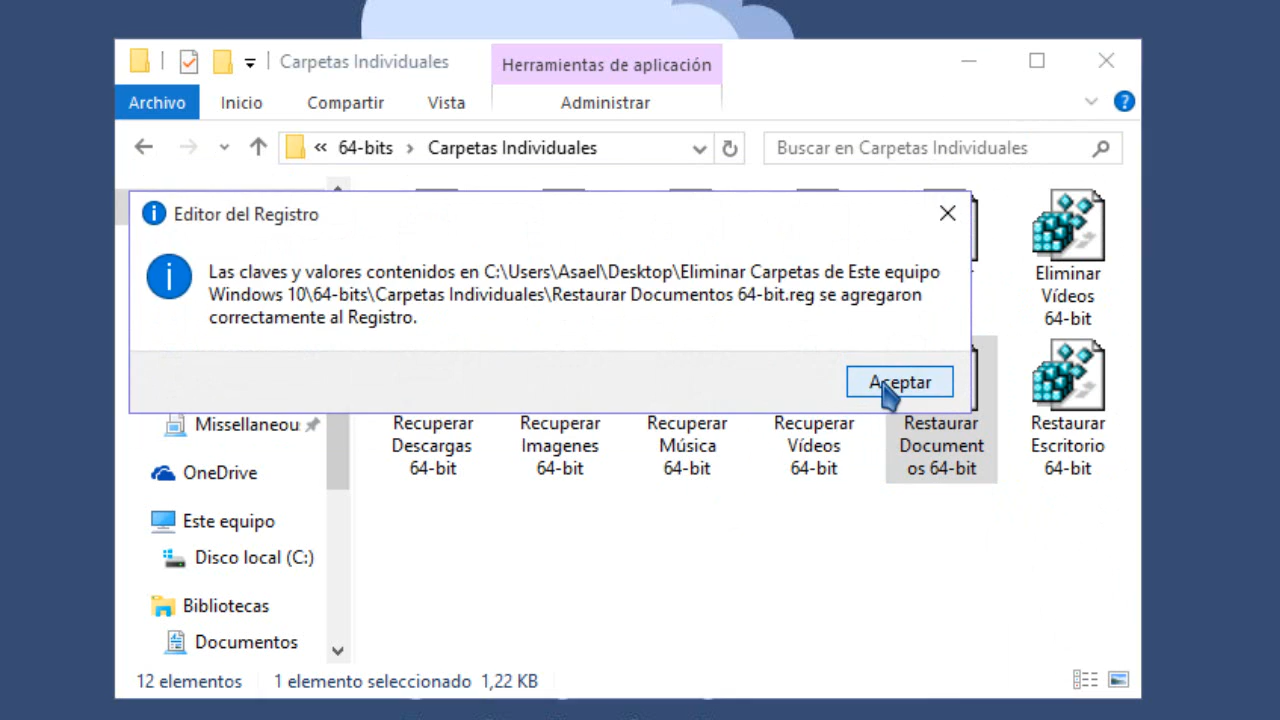 Carpetas Individuales
Herramientas de aplicación
Archivo
Inicio
Compartir
Vista
Administrar
?
« 64-bits > Carpetas Individuales
Buscar en Carpetas Individuales
Editor del Registro
Las claves y valores contenidos en C:\Users\Asael\Desktop\Eliminar Carpetas de Este equipo
Windows 10\64-bits\Carpetas Individuales\Restaurar Documentos 64-bit.reg se agregaron
correctamente al Registro.
Aceptar
Eliminar
Vídeos
64-bit
Missellaneou
OneDrive
Este equipo
Disco local (C:)
Bibliotecas
Documentos
Recuperar
Descargas
64-bit
Recuperar
Imagenes
64-bit
Recuperar
Música
64-bit
Recuperar
Vídeos
64-bit
Restaurar
Document
os 64-bit
Restaurar
Escritorio
64-bit
12 elementos
1 elemento seleccionado 1,22 KB